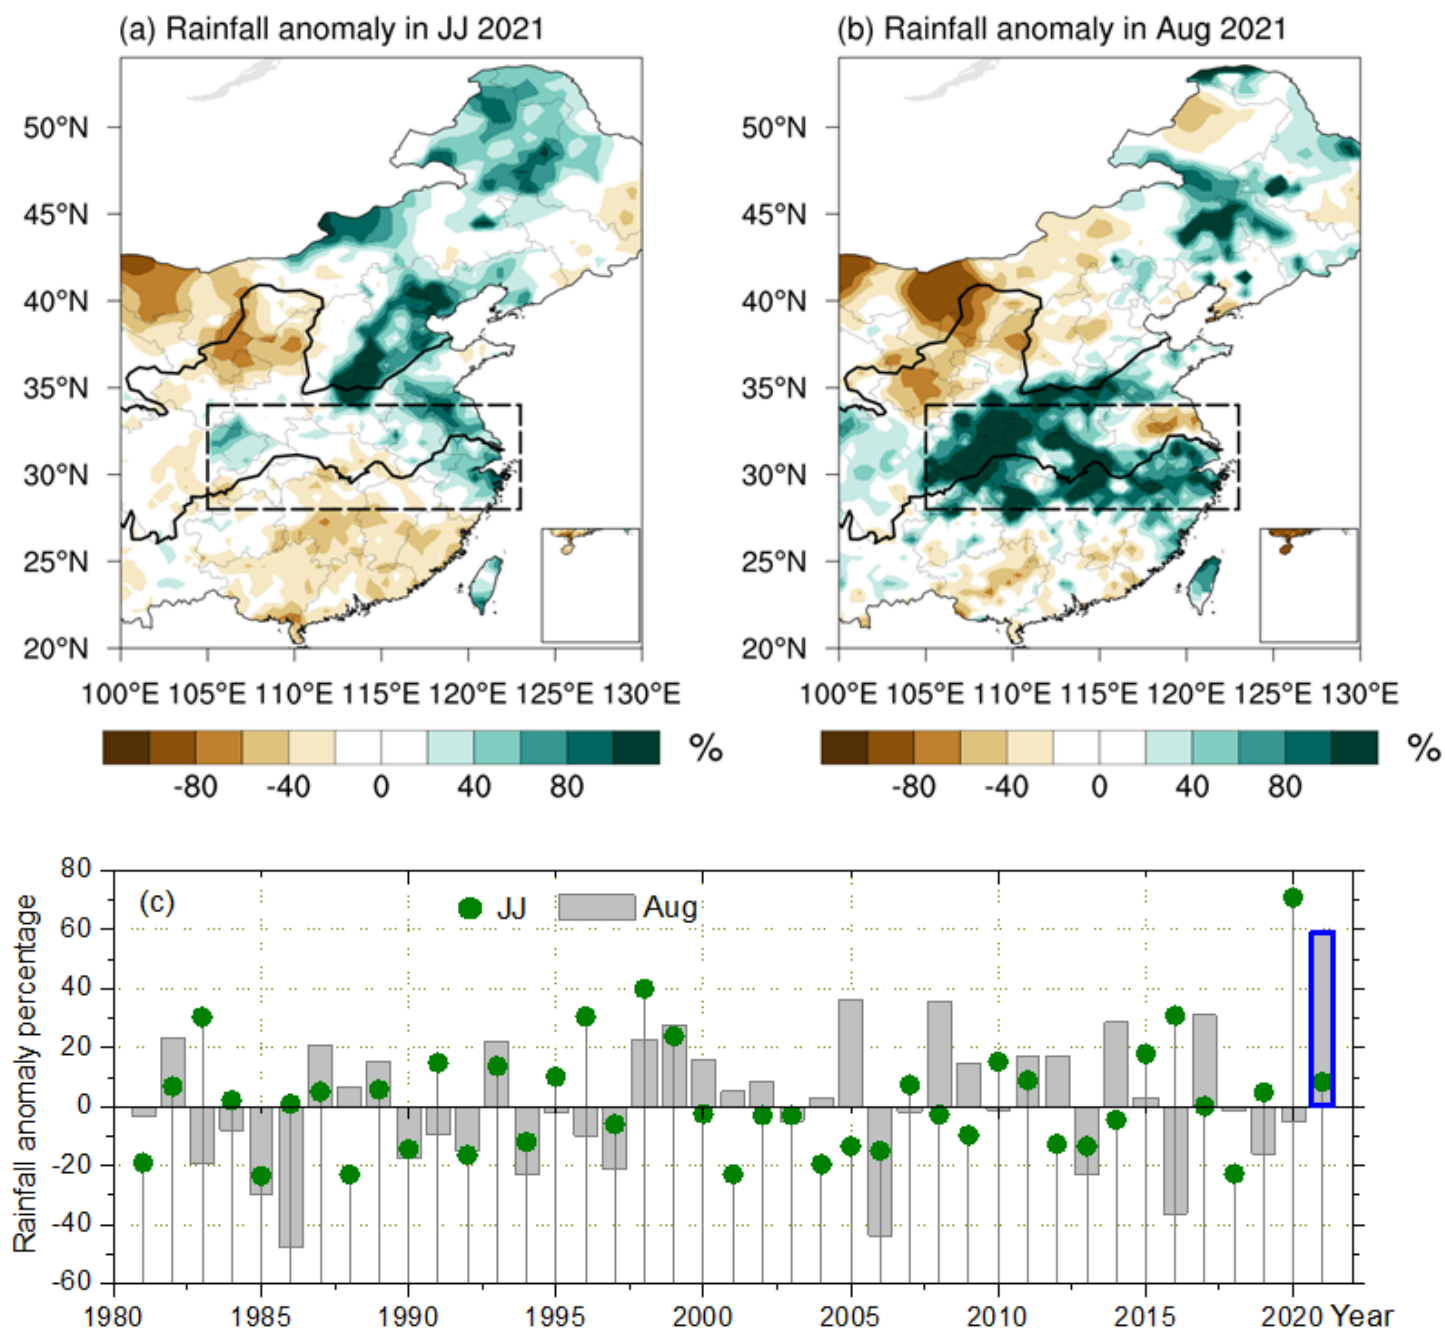 (a) Rainfall anomaly in JJ 2021
(b) Rainfall anomaly in Aug 2021
50°N
45°N
40°N
35°N
30°N
25°N
20°N
100°E 105°E 110°E 115°E 120°E 125°E 130°E
50°N
45°N
40°N
35°N
30°N
25°N
20°N
100°E 105°E 110°E 115°E 120°E 125°E 130°E
-80 -40 0 40 80 %
-80 -40 0 40 80 %
(c)
JJ Aug
Rainfall anomaly percentage
80
60
40
20
0
-20
-40
-60
1980 1985 1990 1995 2000 2005 2010 2015 2020 Year